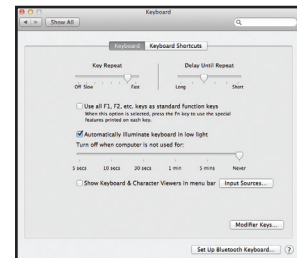 Keyboard
Show All
Keyboard Keyboard Shortcuts
Key Repeat Delay Until Repeat
Off Slow Fast Long Short
Use all F1, F2, etc. keys as standard function keys
When this option is selected, press the Fn key to use the special
features printed on each key.
Automatically illuminate keyboard in low light
Turn off when computer is not used for:
5 secs 10 secs 30 secs 1 min 5 mins Never
Show Keyboard & Character Viewers in menu bar Input Sources...
Modifier Keys...
Set Up Bluetooth Keyboard... ?